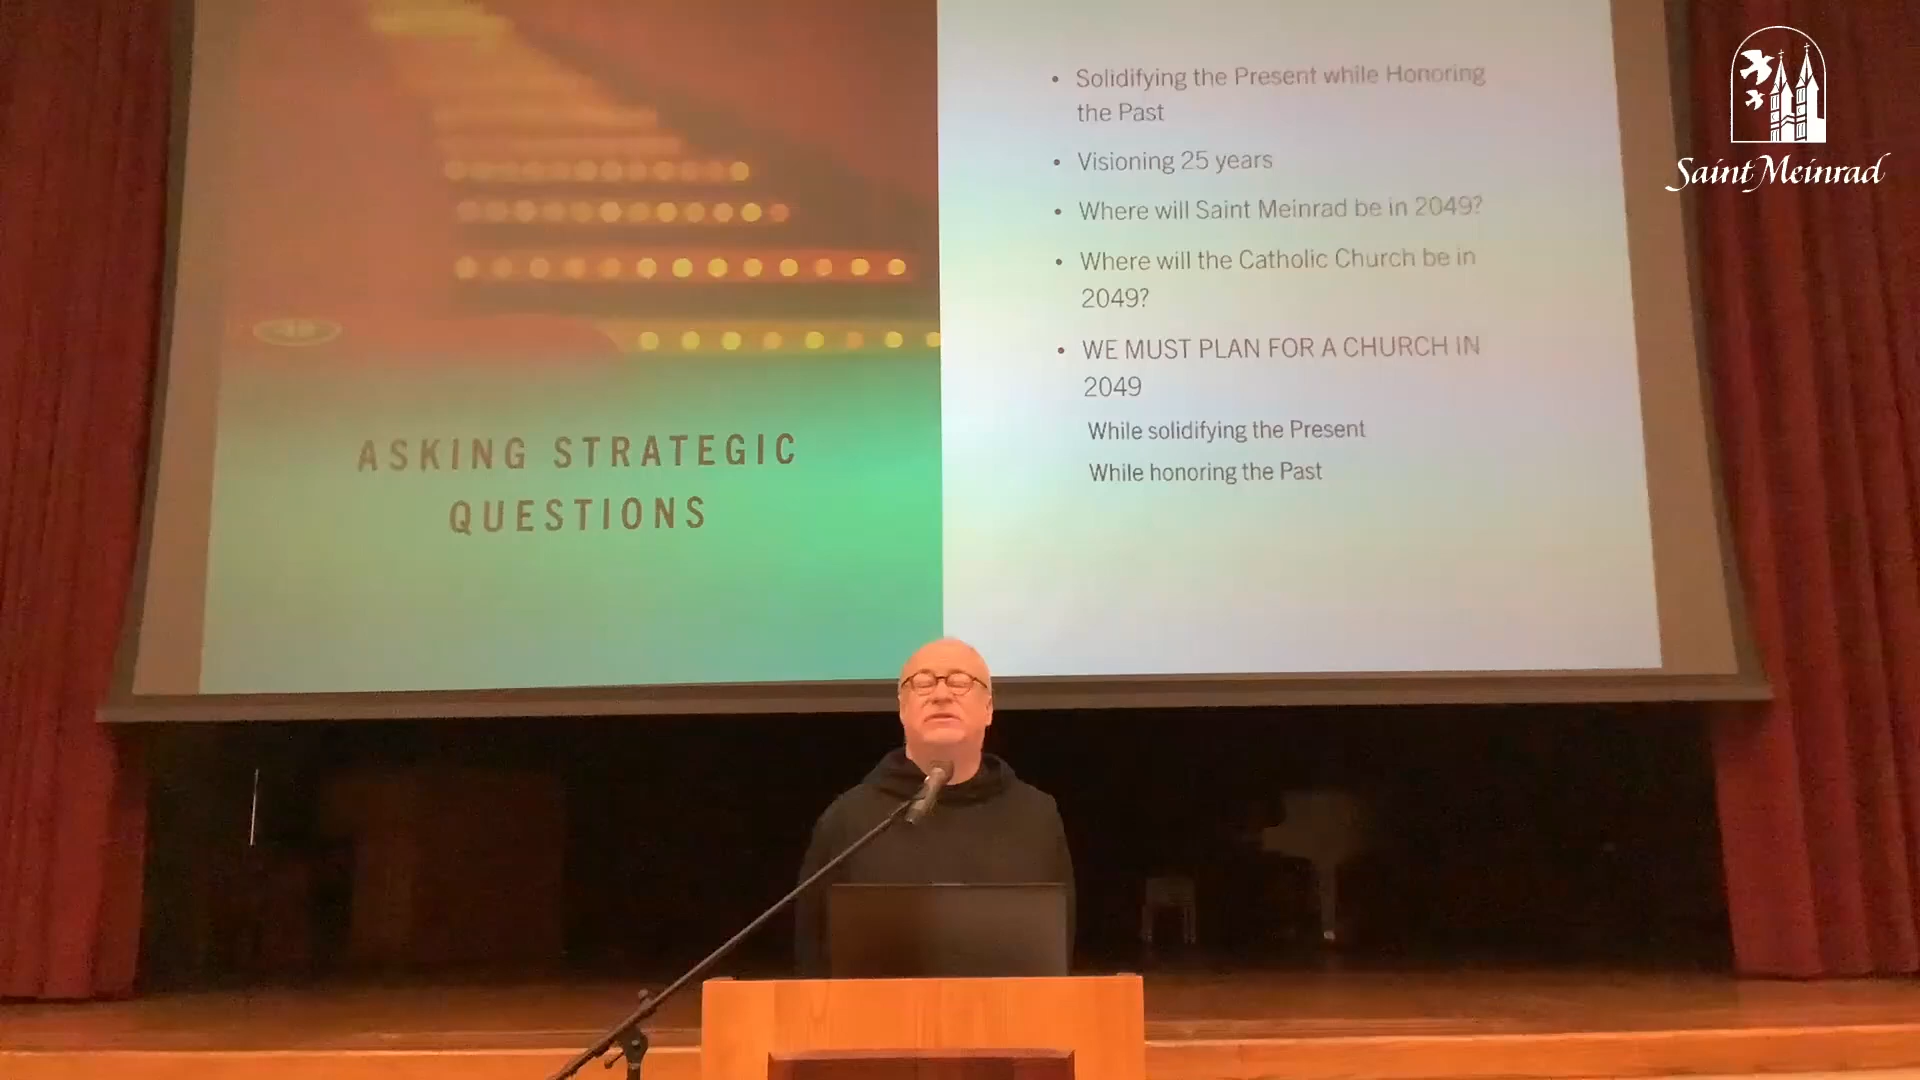 ASKING STRATEGIC
QUESTIONS
• Solidifying the Present while Honoring
the Past
• Visioning 25 years
• Where will Saint Meinrad be in 2049?
• Where will the Catholic Church be in
2049?
• WE MUST PLAN FOR A CHURCH IN
2049
While solidifying the Present
While honoring the Past
Saint Meinrad